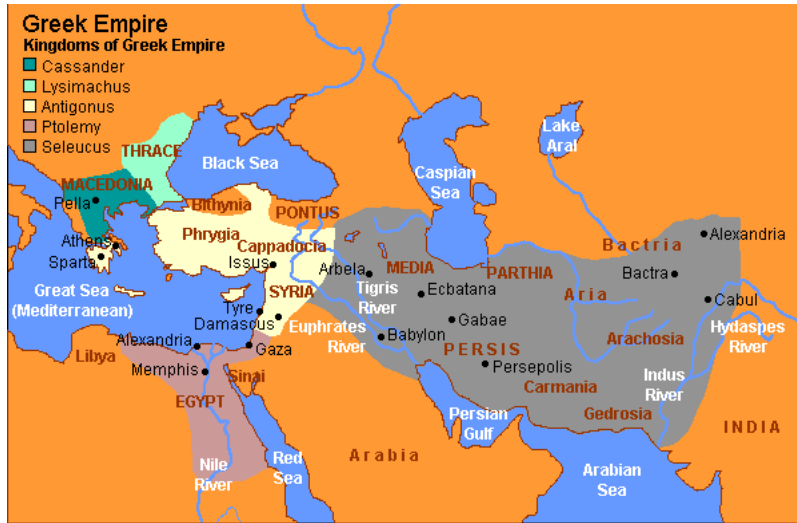 Greek Empire
Kingdoms of Greek Empire
Cassander
Lysimachus
Antigonus
Ptolemy
Seleucus
THRACE
Black Sea
MACEDONIA
Pella
Bithynia
PONTUS
Athens
Sparta
Phrygia
Cappadocia
Issus
Great Sea
(Mediterranean)
SYRIA
Tyre
Damascus
Alexandria
Gaza
Libya
Memphis
Sinai
EGYPT
Nile
River
Red
Sea
Arabia
Caspian
Sea
Lake
Aral
Arbela
MEDIA
Tigris
River
Ecbatana
Euphrates
River
Babylon
Gabae
PERSIS
Persepolis
PARTHIA
Carmania
Persian
Gulf
Bactria
Alexandria
Bactra
Aria
Cabul
Arachosia
Hydaspes
River
Indus
River
Gedrosia
INDIA
Arabian
Sea